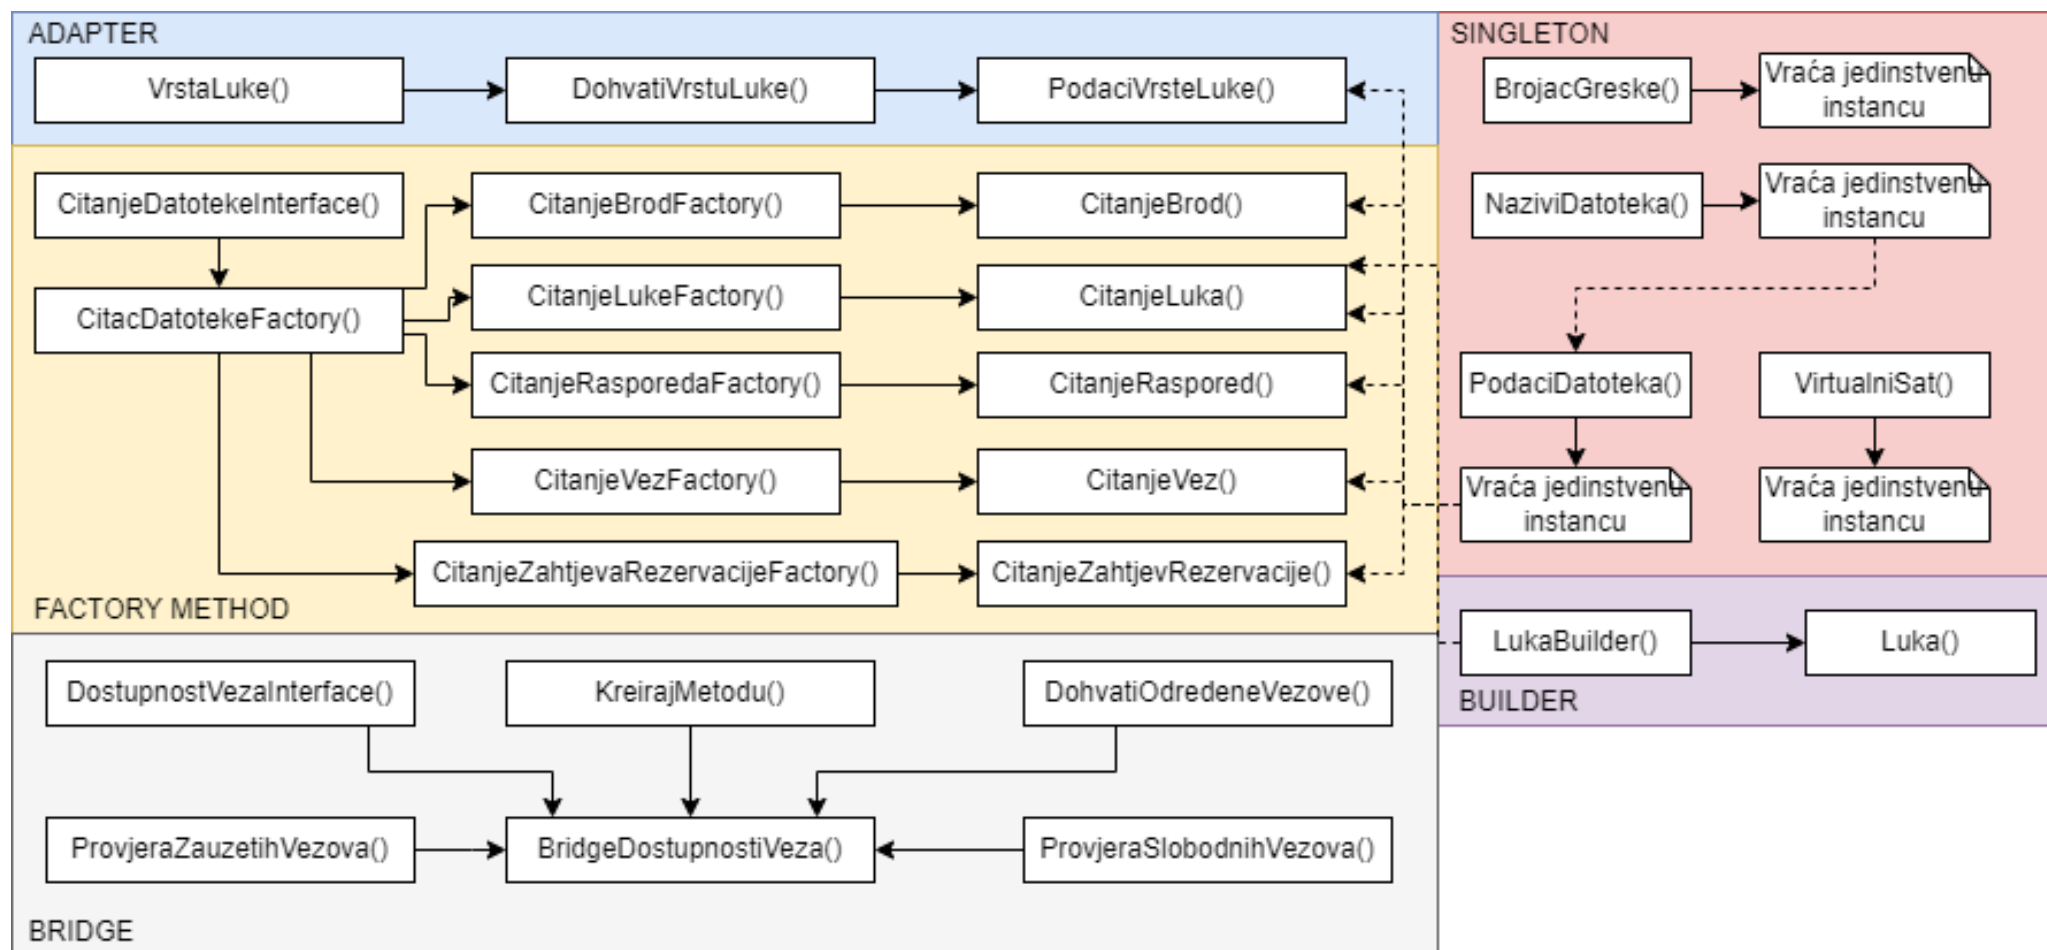 ADAPTER
VrstaLuke()
DohvatiVrstuLuke()
PodaciVrsteLuke()
CitanjeDatotekeInterface()
CitanjeBrodFactory()
CitanjeBrod()
CitacDatotekeFactory()
CitanjeLukeFactory()
CitanjeLuka()
CitanjeRasporedaFactory()
CitanjeRaspored()
CitanjeVezFactory()
CitanjeVez()
CitanjeZahtjevaRezervacijeFactory()
CitanjeZahtjevRezervacije()
FACTORY METHOD
DostupnostVezaInterface()
KreirajMetodu()
DohvatiOdredeneVezove()
ProvjeraZauzetihVezova()
BridgeDostupnostiVeza()
ProvjeraSlobodnihVezova()
BRIDGE
SINGLETON
BrojacGreske()
Vraća jedinstvenu
instancu
NaziviDatoteka()
Vraća jedinstvenu
instancu
PodaciDatoteka()
VirtualniSat()
Vraća jedinstvenu
instancu
Vraća jedinstvenu
instancu
LukaBuilder()
Luka()
BUILDER